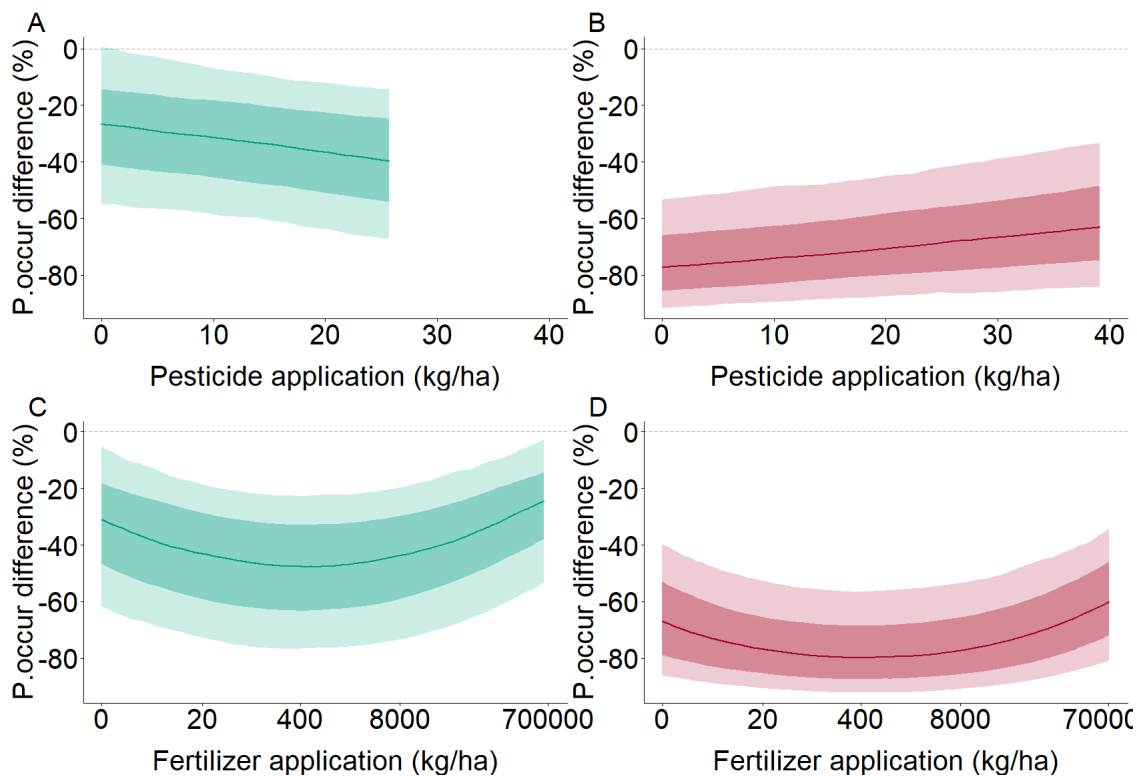 A
P.occur difference (%)
0
-20
-40
-60
-80
0 10 20 30 40
Pesticide application (kg/ha)
B
P.occur difference (%)
0
-20
-40
-60
-80
0 10 20 30 40
Pesticide application (kg/ha)
C
P.occur difference (%)
0
-20
-40
-60
-80
0 20 400 8000 700000
Fertilizer application (kg/ha)
D
P.occur difference (%)
0
-20
-40
-60
-80
0 20 400 8000
Fertilizer application (kg/ha)